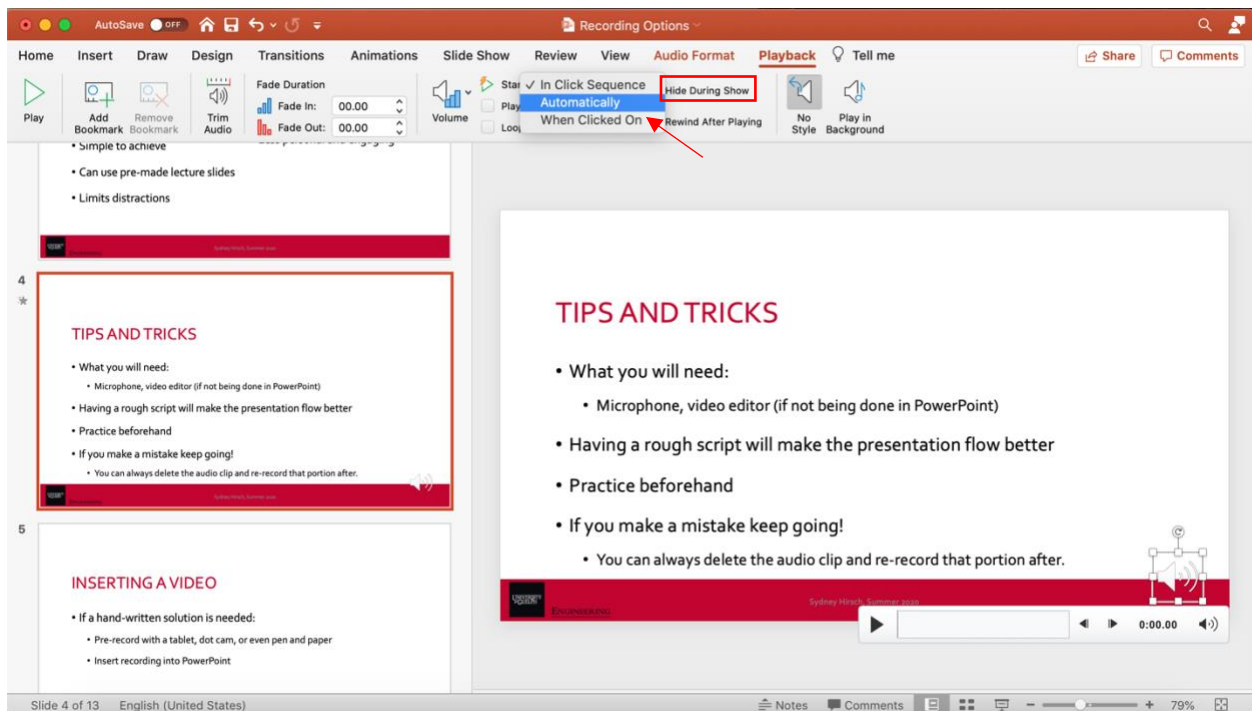 AutoSave OFF
Recording Options
Home Insert Draw Design Transitions Animations Slide Show Review View Audio Format Playback Tell me
Share Comments
Play
Add Bookmark
Remove Bookmark
Trim Audio
Fade Duration
Fade In: 00.00
Fade Out: 00.00
Volume
Star
Play
Loo
✓ In Click Sequence
Automatically
When Clicked On
Hide During Show
Rewind After Playing
No Style
Play in Background
• Simple to achieve
• Can use pre-made lecture slides
• Limits distractions
4
TIPS AND TRICKS
• What you will need:
• Microphone, video editor (if not being done in PowerPoint)
• Having a rough script will make the presentation flow better
• Practice beforehand
• If you make a mistake keep going!
• You can always delete the audio clip and re-record that portion after.
5
INSERTING A VIDEO
• If a hand-written solution is needed:
• Pre-record with a tablet, dot cam, or even pen and paper
• Insert recording into PowerPoint
TIPS AND TRICKS
• What you will need:
• Microphone, video editor (if not being done in PowerPoint)
• Having a rough script will make the presentation flow better
• Practice beforehand
• If you make a mistake keep going!
• You can always delete the audio clip and re-record that portion after.
ENGINEERING
Sydney Hirsch, Summer 2020
0:00.00
Slide 4 of 13 English (United States)
Notes Comments 79%